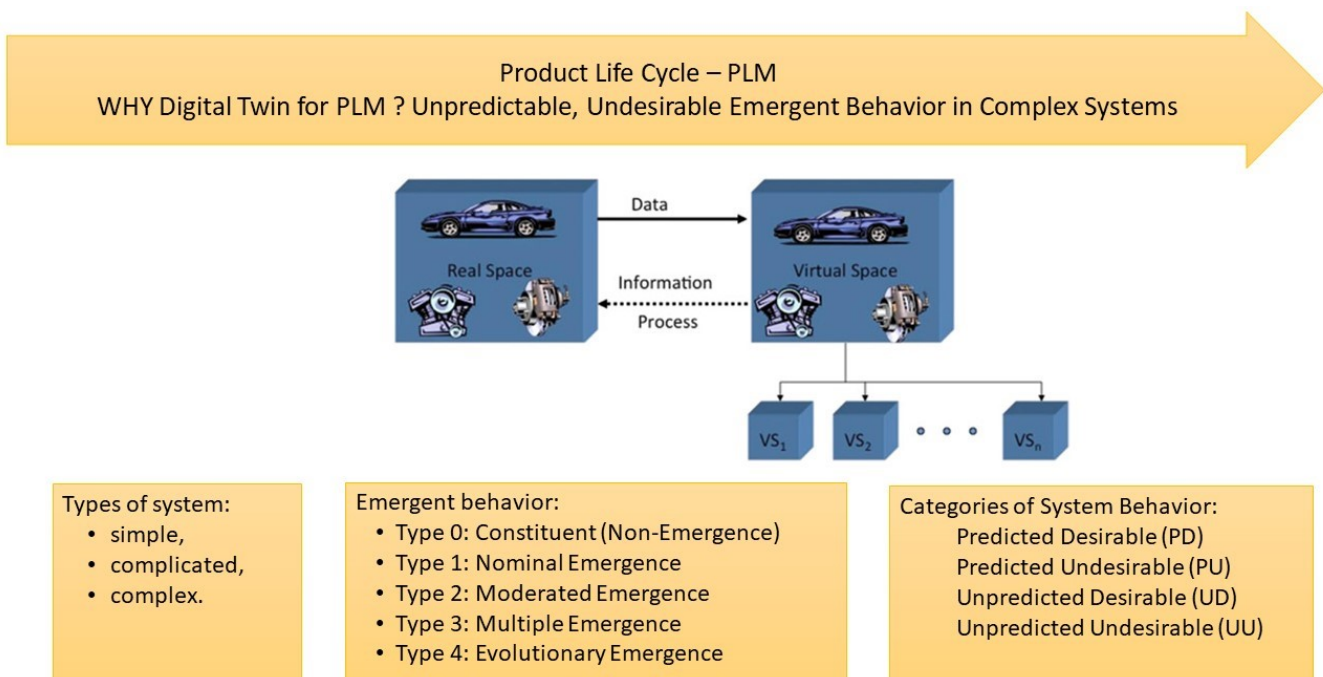 Product Life Cycle – PLM
WHY Digital Twin for PLM ? Unpredictable, Undesirable Emergent Behavior in Complex Systems
Data
Real Space
Virtual Space
Information
Process
VS1
VS2
VSn
Types of system:
• simple,
• complicated,
• complex.
Emergent behavior:
• Type 0: Constituent (Non-Emergence)
• Type 1: Nominal Emergence
• Type 2: Moderated Emergence
• Type 3: Multiple Emergence
• Type 4: Evolutionary Emergence
Categories of System Behavior:
Predicted Desirable (PD)
Predicted Undesirable (PU)
Unpredicted Desirable (UD)
Unpredicted Undesirable (UU)